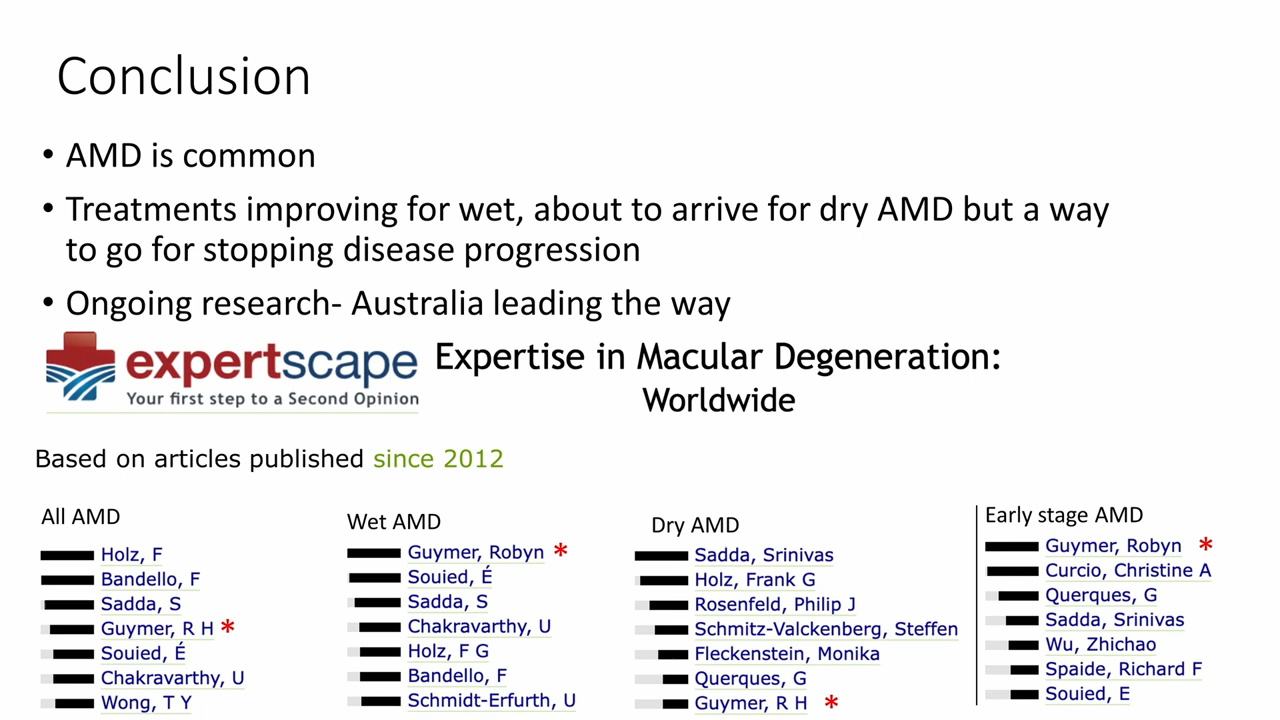 Conclusion
• AMD is common
• Treatments improving for wet, about to arrive for dry AMD but a way
to go for stopping disease progression
• Ongoing research- Australia leading the way
expertscape
Your first step to a Second Opinion
Expertise in Macular Degeneration:
Worldwide
Based on articles published since 2012
All AMD
Holz, F
Bandello, F
Sadda, S
Guymer, R H *
Souied, É
Chakravarthy, U
Wong, T Y
Wet AMD
Guymer, Robyn *
Souied, É
Sadda, S
Chakravarthy, U
Holz, F G
Bandello, F
Schmidt-Erfurth, U
Dry AMD
Sadda, Srinivas
Holz, Frank G
Rosenfeld, Philip J
Schmitz-Valckenberg, Steffen
Fleckenstein, Monika
Querques, G
Guymer, R H *
Early stage AMD
Guymer, Robyn *
Curcio, Christine A
Querques, G
Sadda, Srinivas
Wu, Zhichao
Spaide, Richard F
Souied, E